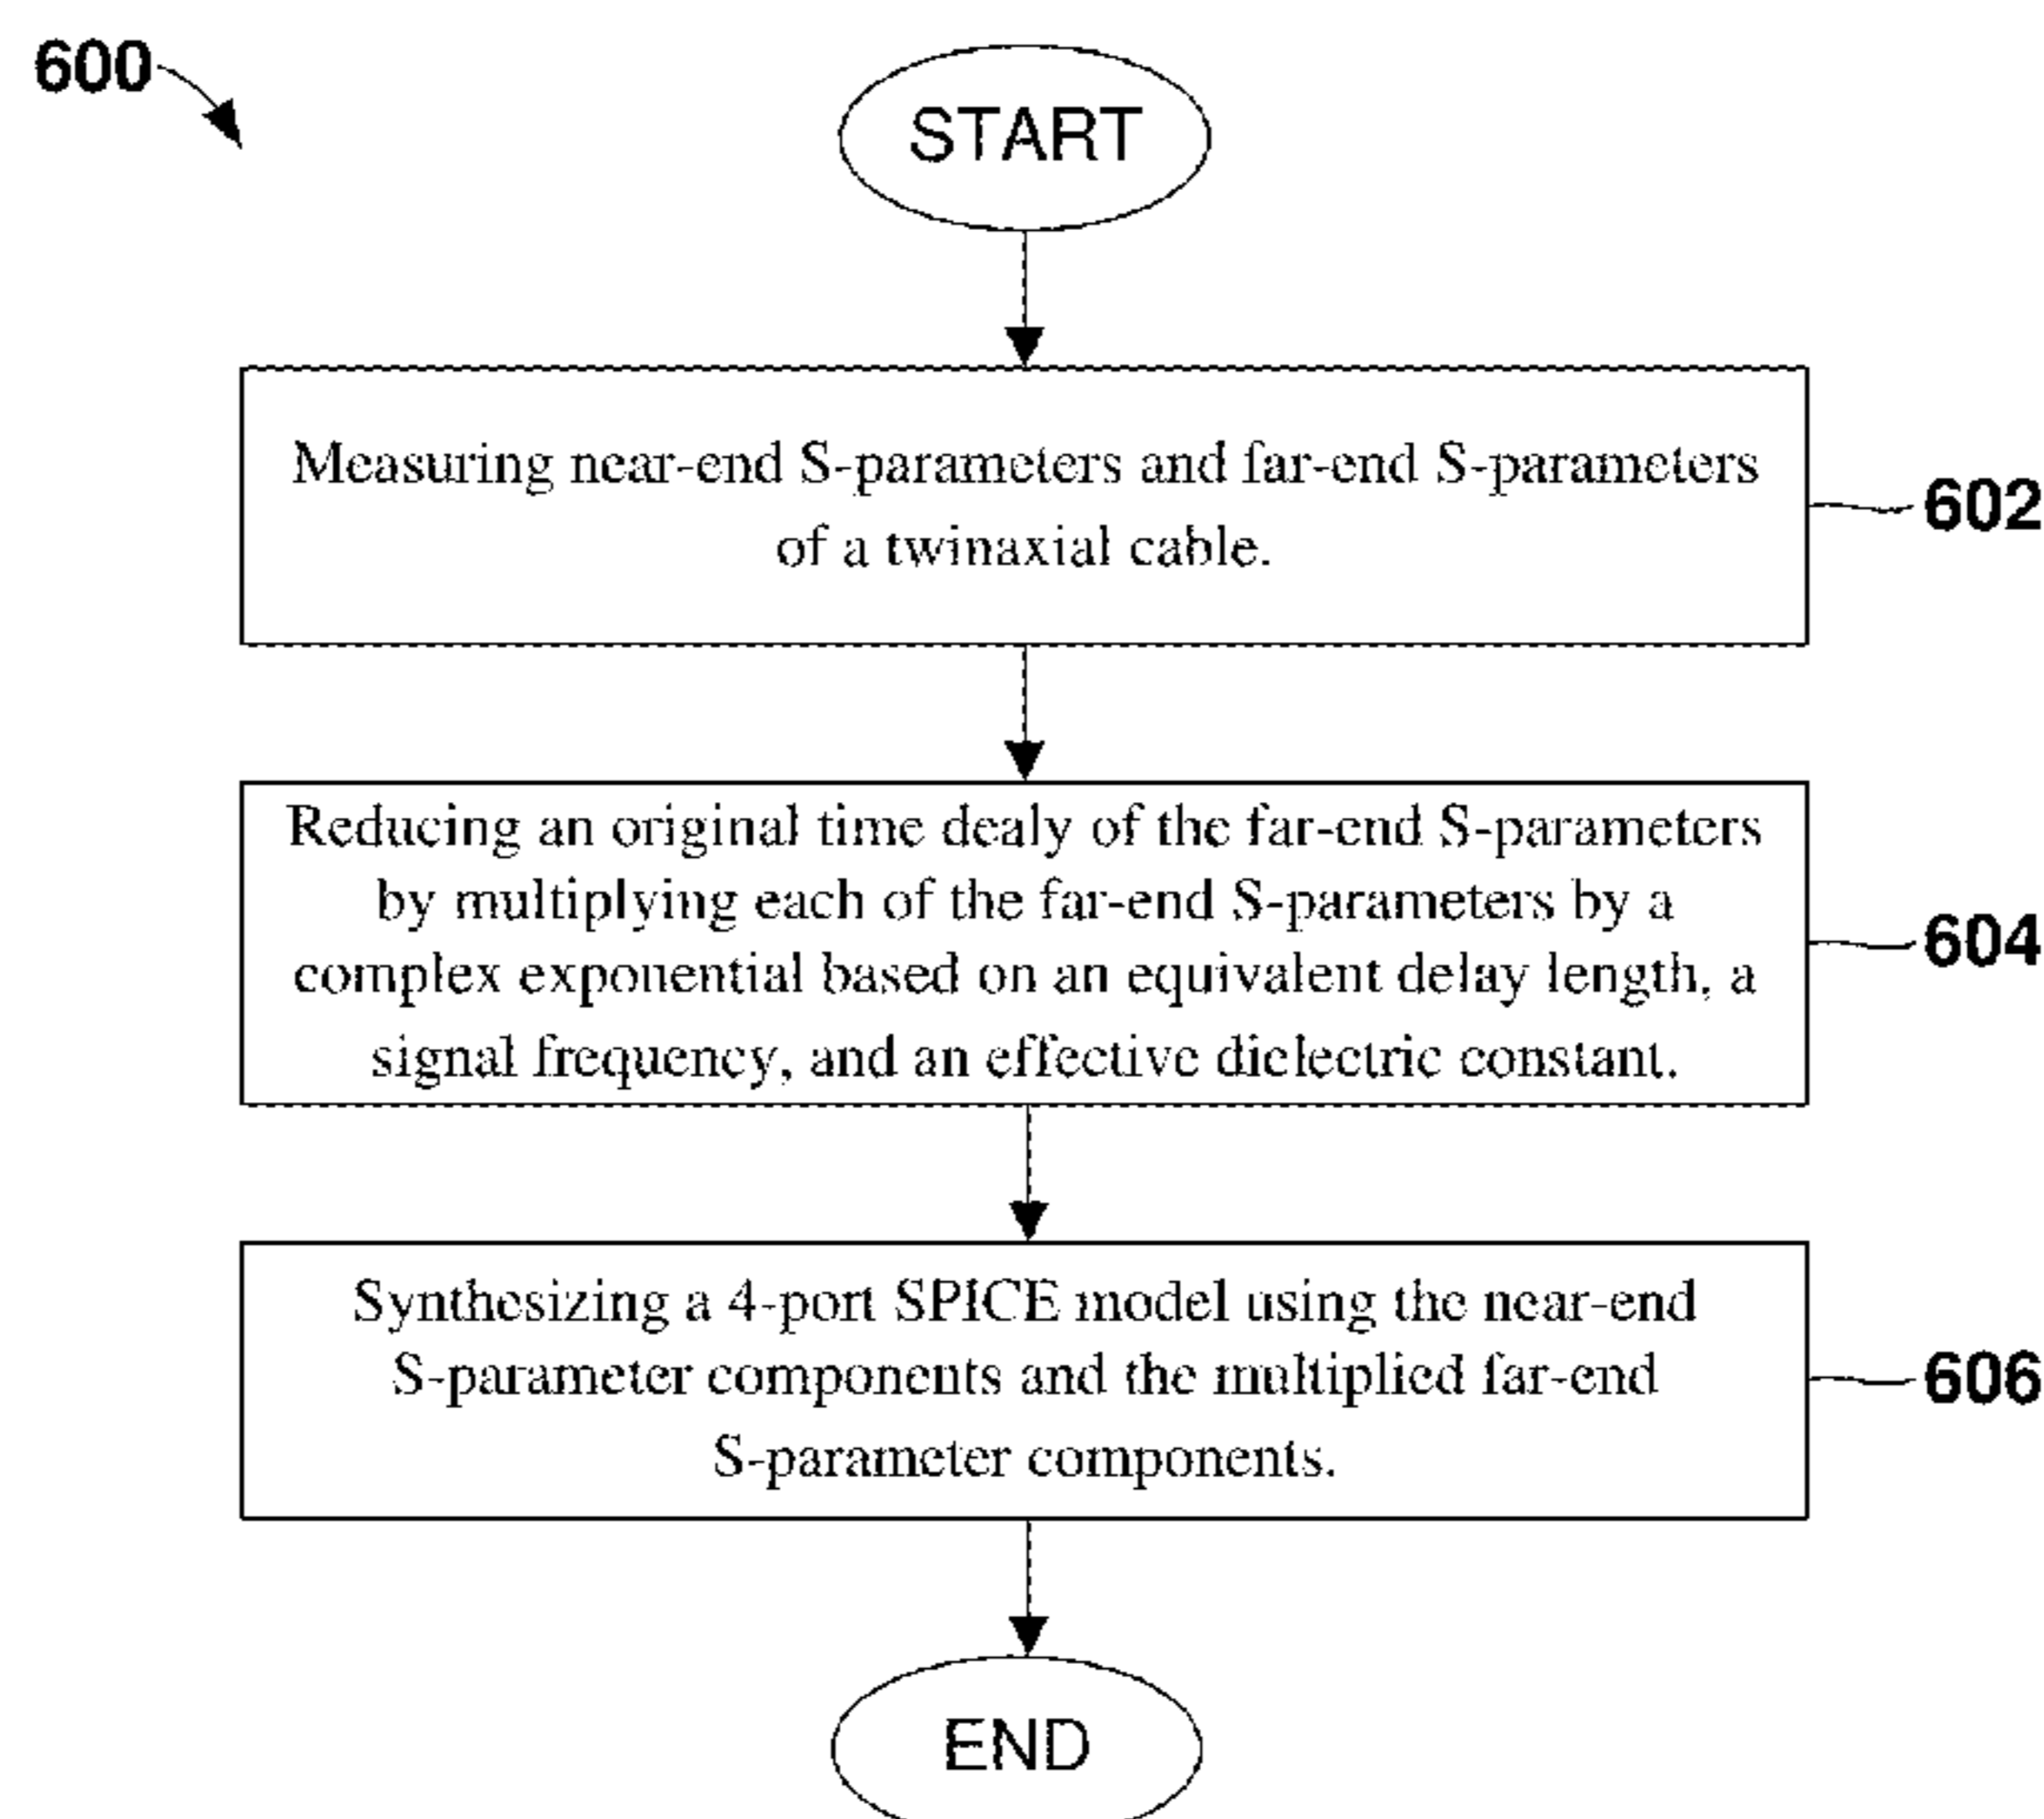 600
START
Measuring near-end S-parameters and far-end S-parameters
of a twinaxial cable.
602
Reducing an original time dealy of the far-end S-parameters
by multiplying each of the far-end S-parameters by a
complex exponential based on an equivalent delay length, a
signal frequency, and an effective dielectric constant.
604
Synthesizing a 4-port SPICE model using the near-end
S-parameter components and the multiplied far-end
S-parameter components.
606
END